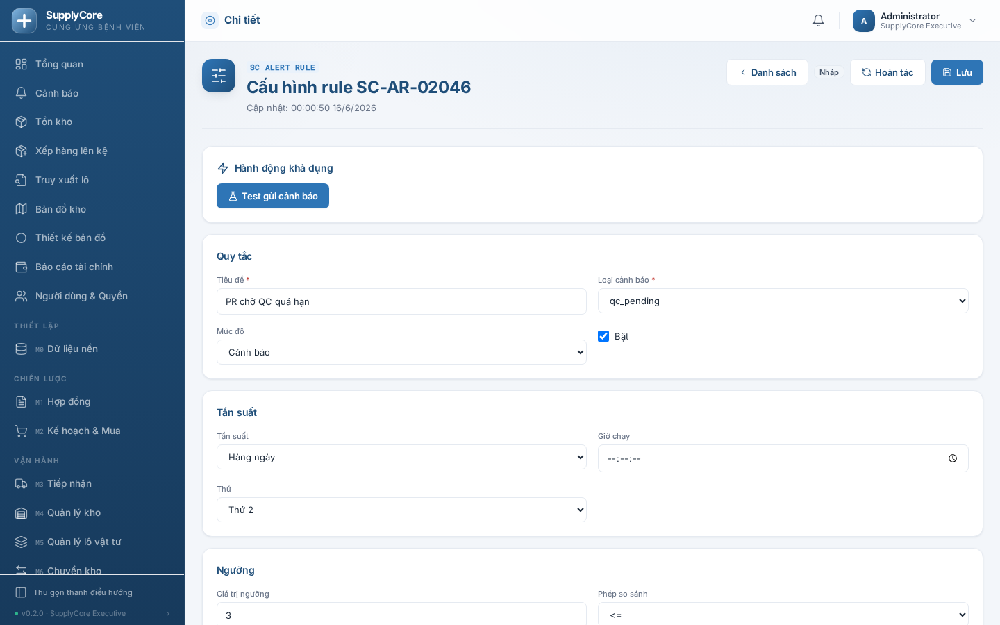 SupplyCore
CUNG ỨNG BỆNH VIỆN
Tổng quan
Cảnh báo
Tồn kho
Xếp hàng lên kệ
Truy xuất lô
Bản đồ kho
Thiết kế bản đồ
Báo cáo tài chính
Người dùng & Quyền
THIẾT LẬP
M0 Dữ liệu nền
CHIẾN LƯỢC
M1 Hợp đồng
M2 Kế hoạch & Mua
VẬN HÀNH
M3 Tiếp nhận
M4 Quản lý kho
M5 Quản lý lô vật tư
M6 Chuyển kho
Thu gọn thanh điều hướng
v0.2.0 · SupplyCore Executive
Chi tiết
A
Administrator
SupplyCore Executive
SC ALERT RULE
Cấu hình rule SC-AR-02046
Cập nhật: 00:00:50 16/6/2026
Danh sách
Nháp
Hoàn tác
Lưu
Hành động khả dụng
Test gửi cảnh báo
Quy tắc
Tiêu đề *
PR chờ QC quá hạn
Loại cảnh báo *
qc_pending
Mức độ
Cảnh báo
Bật
Tần suất
Tần suất
Hàng ngày
Giờ chạy
--:--:--
Thứ
Thứ 2
Ngưỡng
Giá trị ngưỡng
3
Phép so sánh
<=